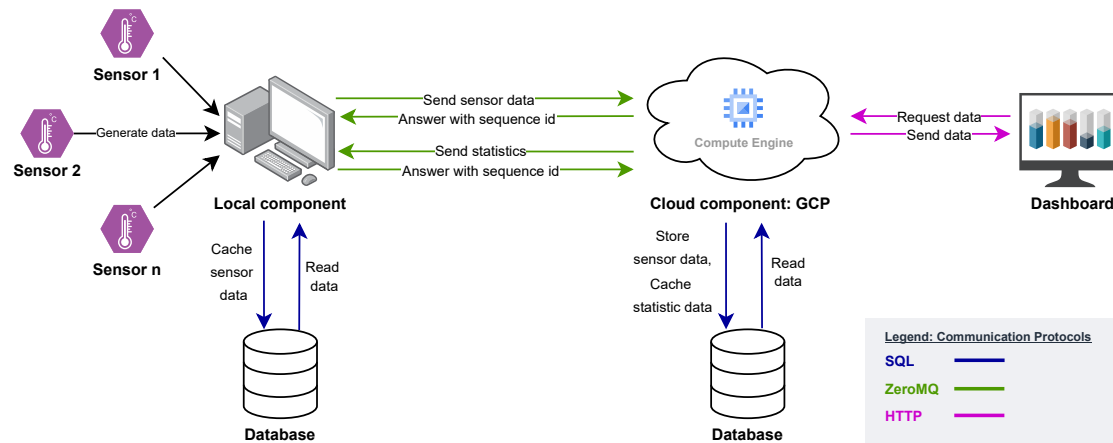 °C
Sensor 1
°C
Generate data
Sensor 2
°C
Sensor n
Local component
Send sensor data
Answer with sequence id
Send statistics
Answer with sequence id
Compute Engine
Cloud component: GCP
Request data
Send data
Dashboard
Cache
sensor
data
Read
data
Database
Store
sensor data,
Cache
statistic data
Read
data
Database
Legend: Communication Protocols
SQL
ZeroMQ
HTTP